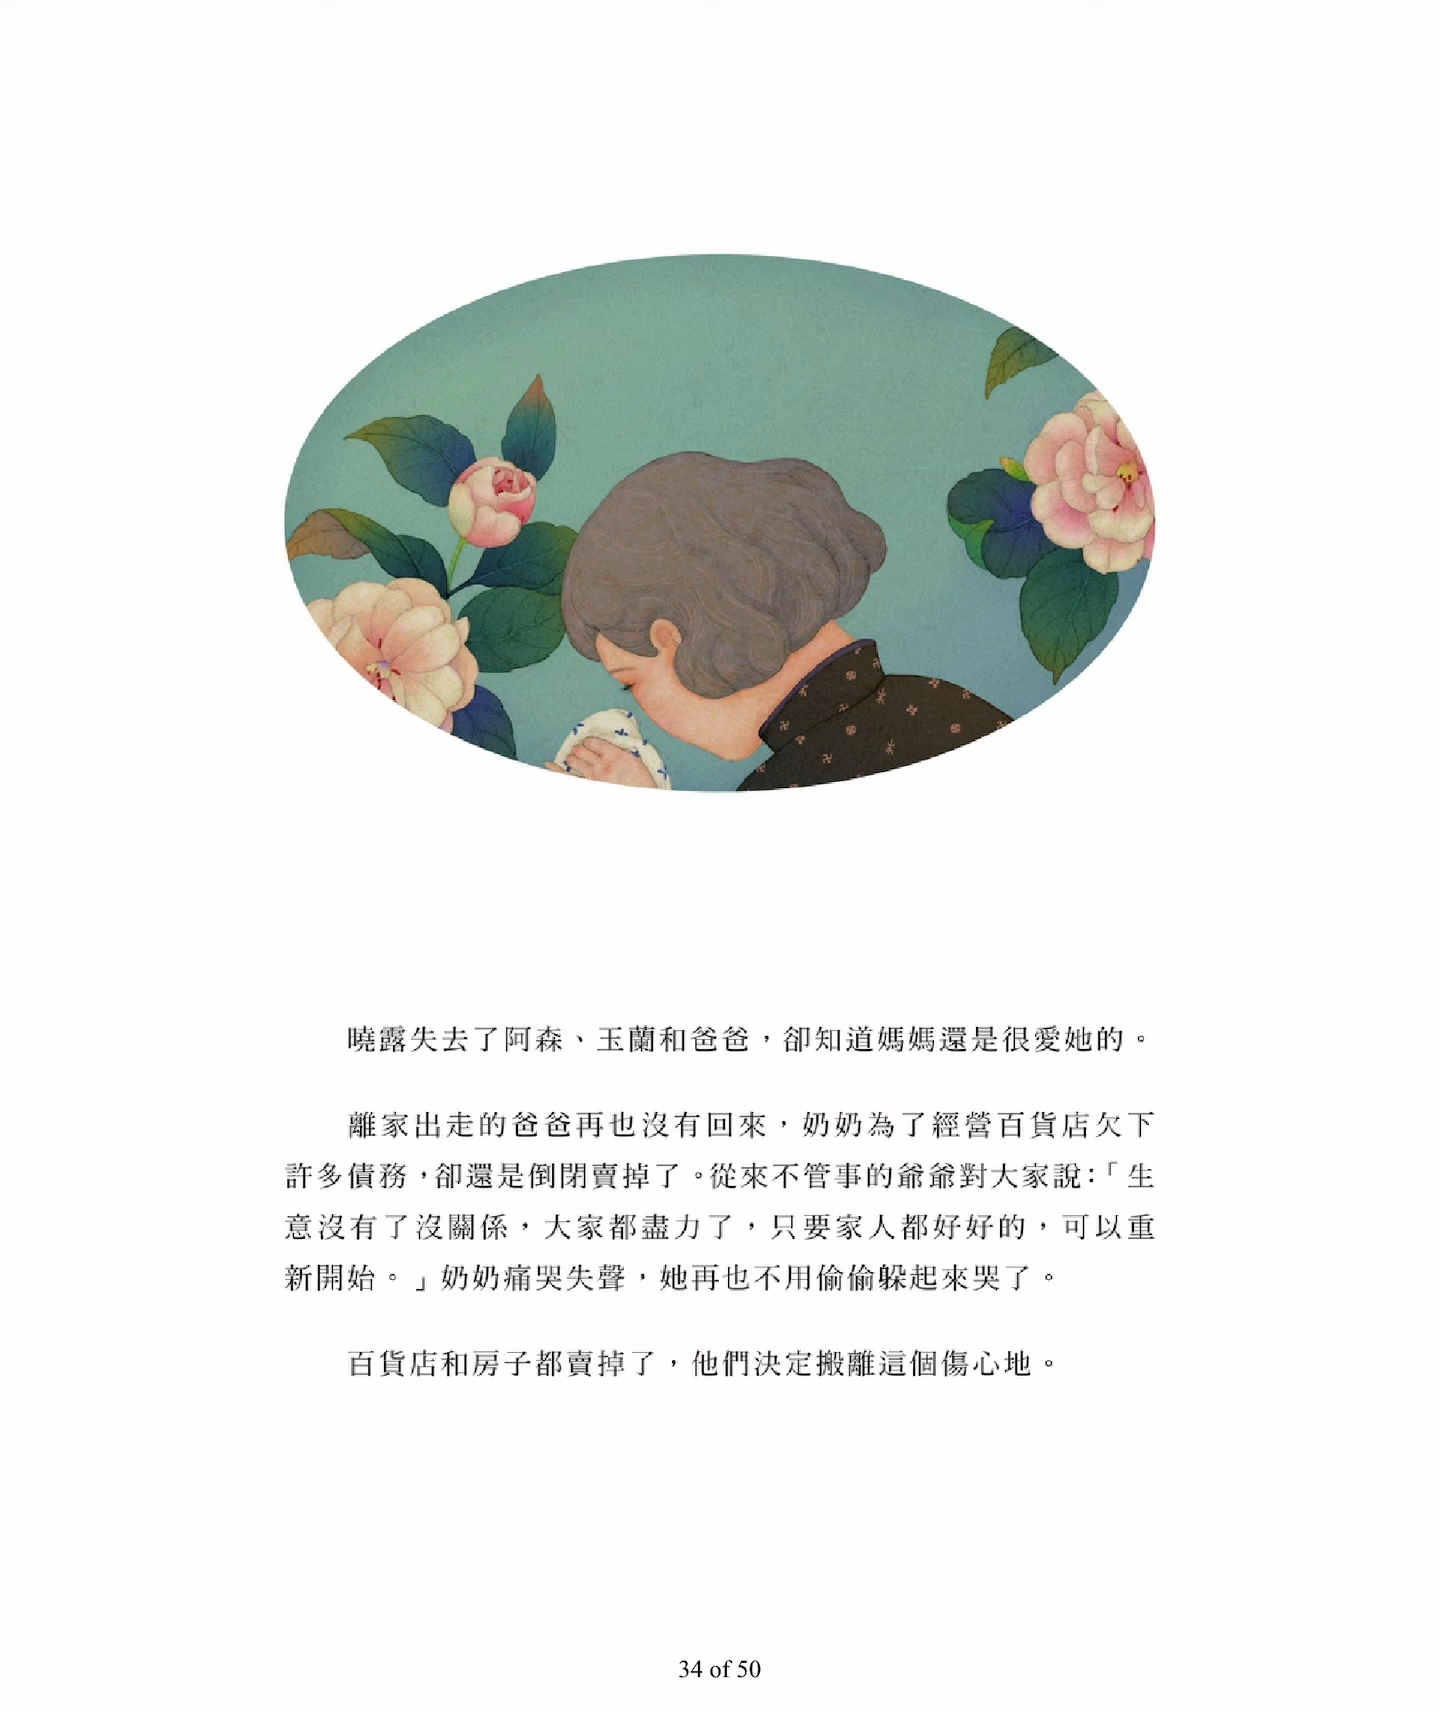 曉露失去了阿森、玉蘭和爸爸，卻知道媽媽還是很愛她的。
離家出走的爸爸再也沒有回來，奶奶為了經營百貨店欠下
許多債務，卻還是倒閉賣掉了。從來不管事的爺爺對大家說：「生
意沒有了沒關係，大家都盡力了，只要家人都好好的，可以重
新開始。」奶奶痛哭失聲，她再也不用偷偷躲起來哭了。
百貨店和房子都賣掉了，他們決定搬離這個傷心地。
34 of 50